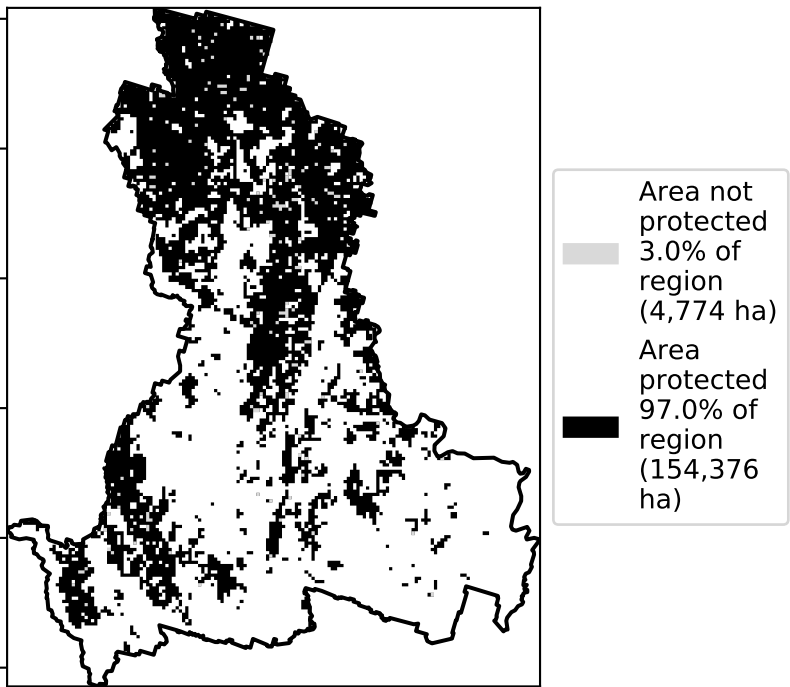 Area not
protected
3.0% of
region
(4,774 ha)
Area
protected
97.0% of
region
(154,376
ha)